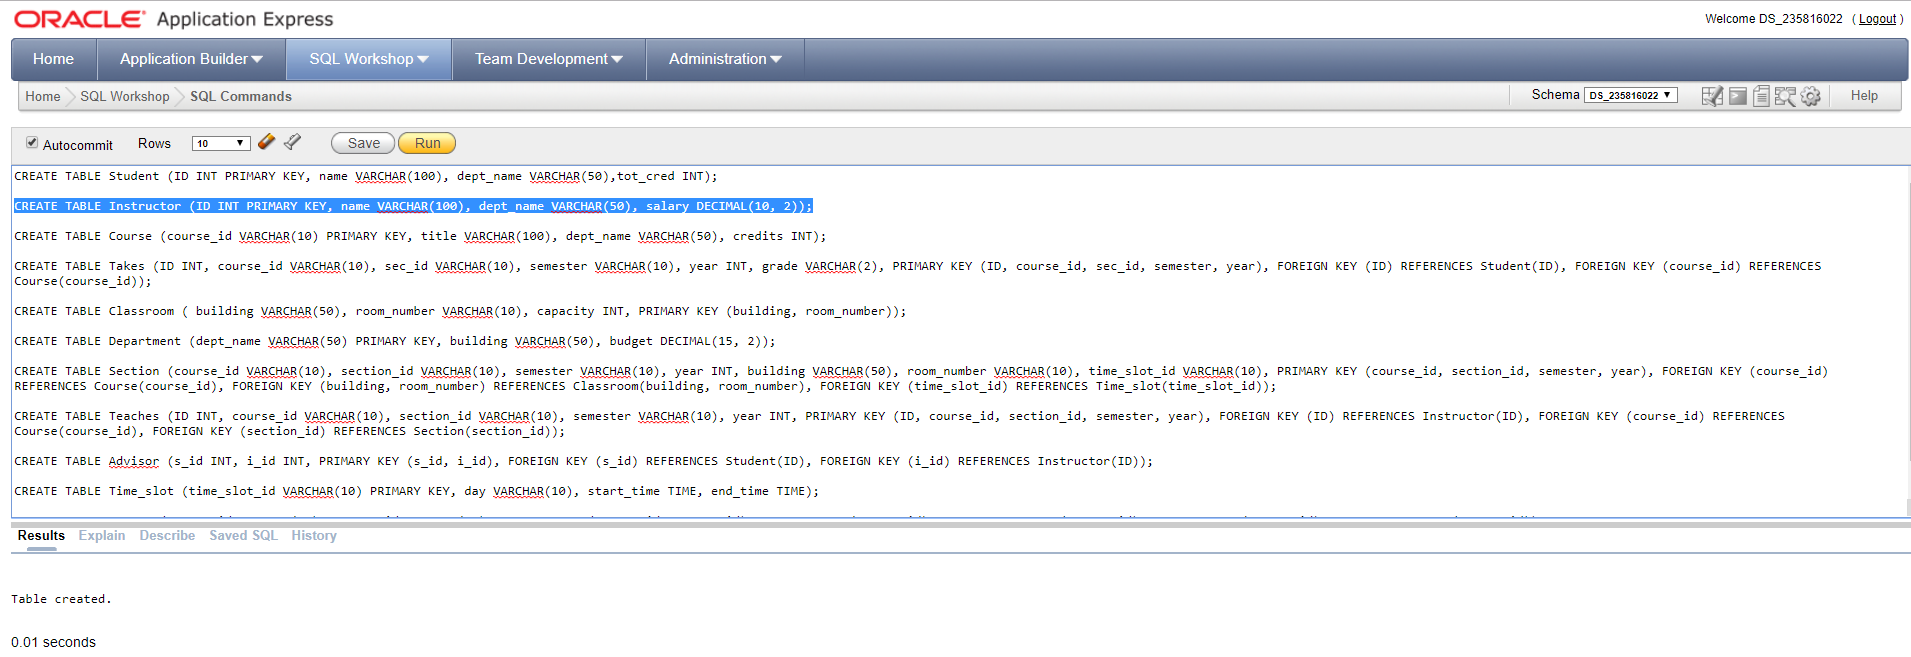 ORACLE Application Express
Welcome DS_235816022 ( Logout )
Home Application Builder SQL Workshop Team Development Administration
Home SQL Workshop SQL Commands
Schema DS_235816022 Help
Autocommit Rows 10 Save Run
CREATE TABLE Student (ID INT PRIMARY KEY, name VARCHAR(100), dept_name VARCHAR(50),tot_cred INT);
CREATE TABLE Instructor (ID INT PRIMARY KEY, name VARCHAR(100), dept_name VARCHAR(50), salary DECIMAL(10, 2));
CREATE TABLE Course (course_id VARCHAR(10) PRIMARY KEY, title VARCHAR(100), dept_name VARCHAR(50), credits INT);
CREATE TABLE Takes (ID INT, course_id VARCHAR(10), sec_id VARCHAR(10), semester VARCHAR(10), year INT, grade VARCHAR(2), PRIMARY KEY (ID, course_id, sec_id, semester, year), FOREIGN KEY (ID) REFERENCES Student(ID), FOREIGN KEY (course_id) REFERENCES
Course(course_id));
CREATE TABLE Classroom ( building VARCHAR(50), room_number VARCHAR(10), capacity INT, PRIMARY KEY (building, room_number));
CREATE TABLE Department (dept_name VARCHAR(50) PRIMARY KEY, building VARCHAR(50), budget DECIMAL(15, 2));
CREATE TABLE Section (course_id VARCHAR(10), section_id VARCHAR(10), semester VARCHAR(10), year INT, building VARCHAR(50), room_number VARCHAR(10), time_slot_id VARCHAR(10), PRIMARY KEY (course_id, section_id, semester, year), FOREIGN KEY (course_id)
REFERENCES Course(course_id), FOREIGN KEY (building, room_number) REFERENCES Classroom(building, room_number), FOREIGN KEY (time_slot_id) REFERENCES Time_slot(time_slot_id));
CREATE TABLE Teaches (ID INT, course_id VARCHAR(10), section_id VARCHAR(10), semester VARCHAR(10), year INT, PRIMARY KEY (ID, course_id, section_id, semester, year), FOREIGN KEY (ID) REFERENCES Instructor(ID), FOREIGN KEY (course_id) REFERENCES
Course(course_id), FOREIGN KEY (section_id) REFERENCES Section(section_id));
CREATE TABLE Advisor (s_id INT, i_id INT, PRIMARY KEY (s_id, i_id), FOREIGN KEY (s_id) REFERENCES Student(ID), FOREIGN KEY (i_id) REFERENCES Instructor(ID));
CREATE TABLE Time_slot (time_slot_id VARCHAR(10) PRIMARY KEY, day VARCHAR(10), start_time TIME, end_time TIME);
Results Explain Describe Saved SQL History
Table created.
0.01 seconds